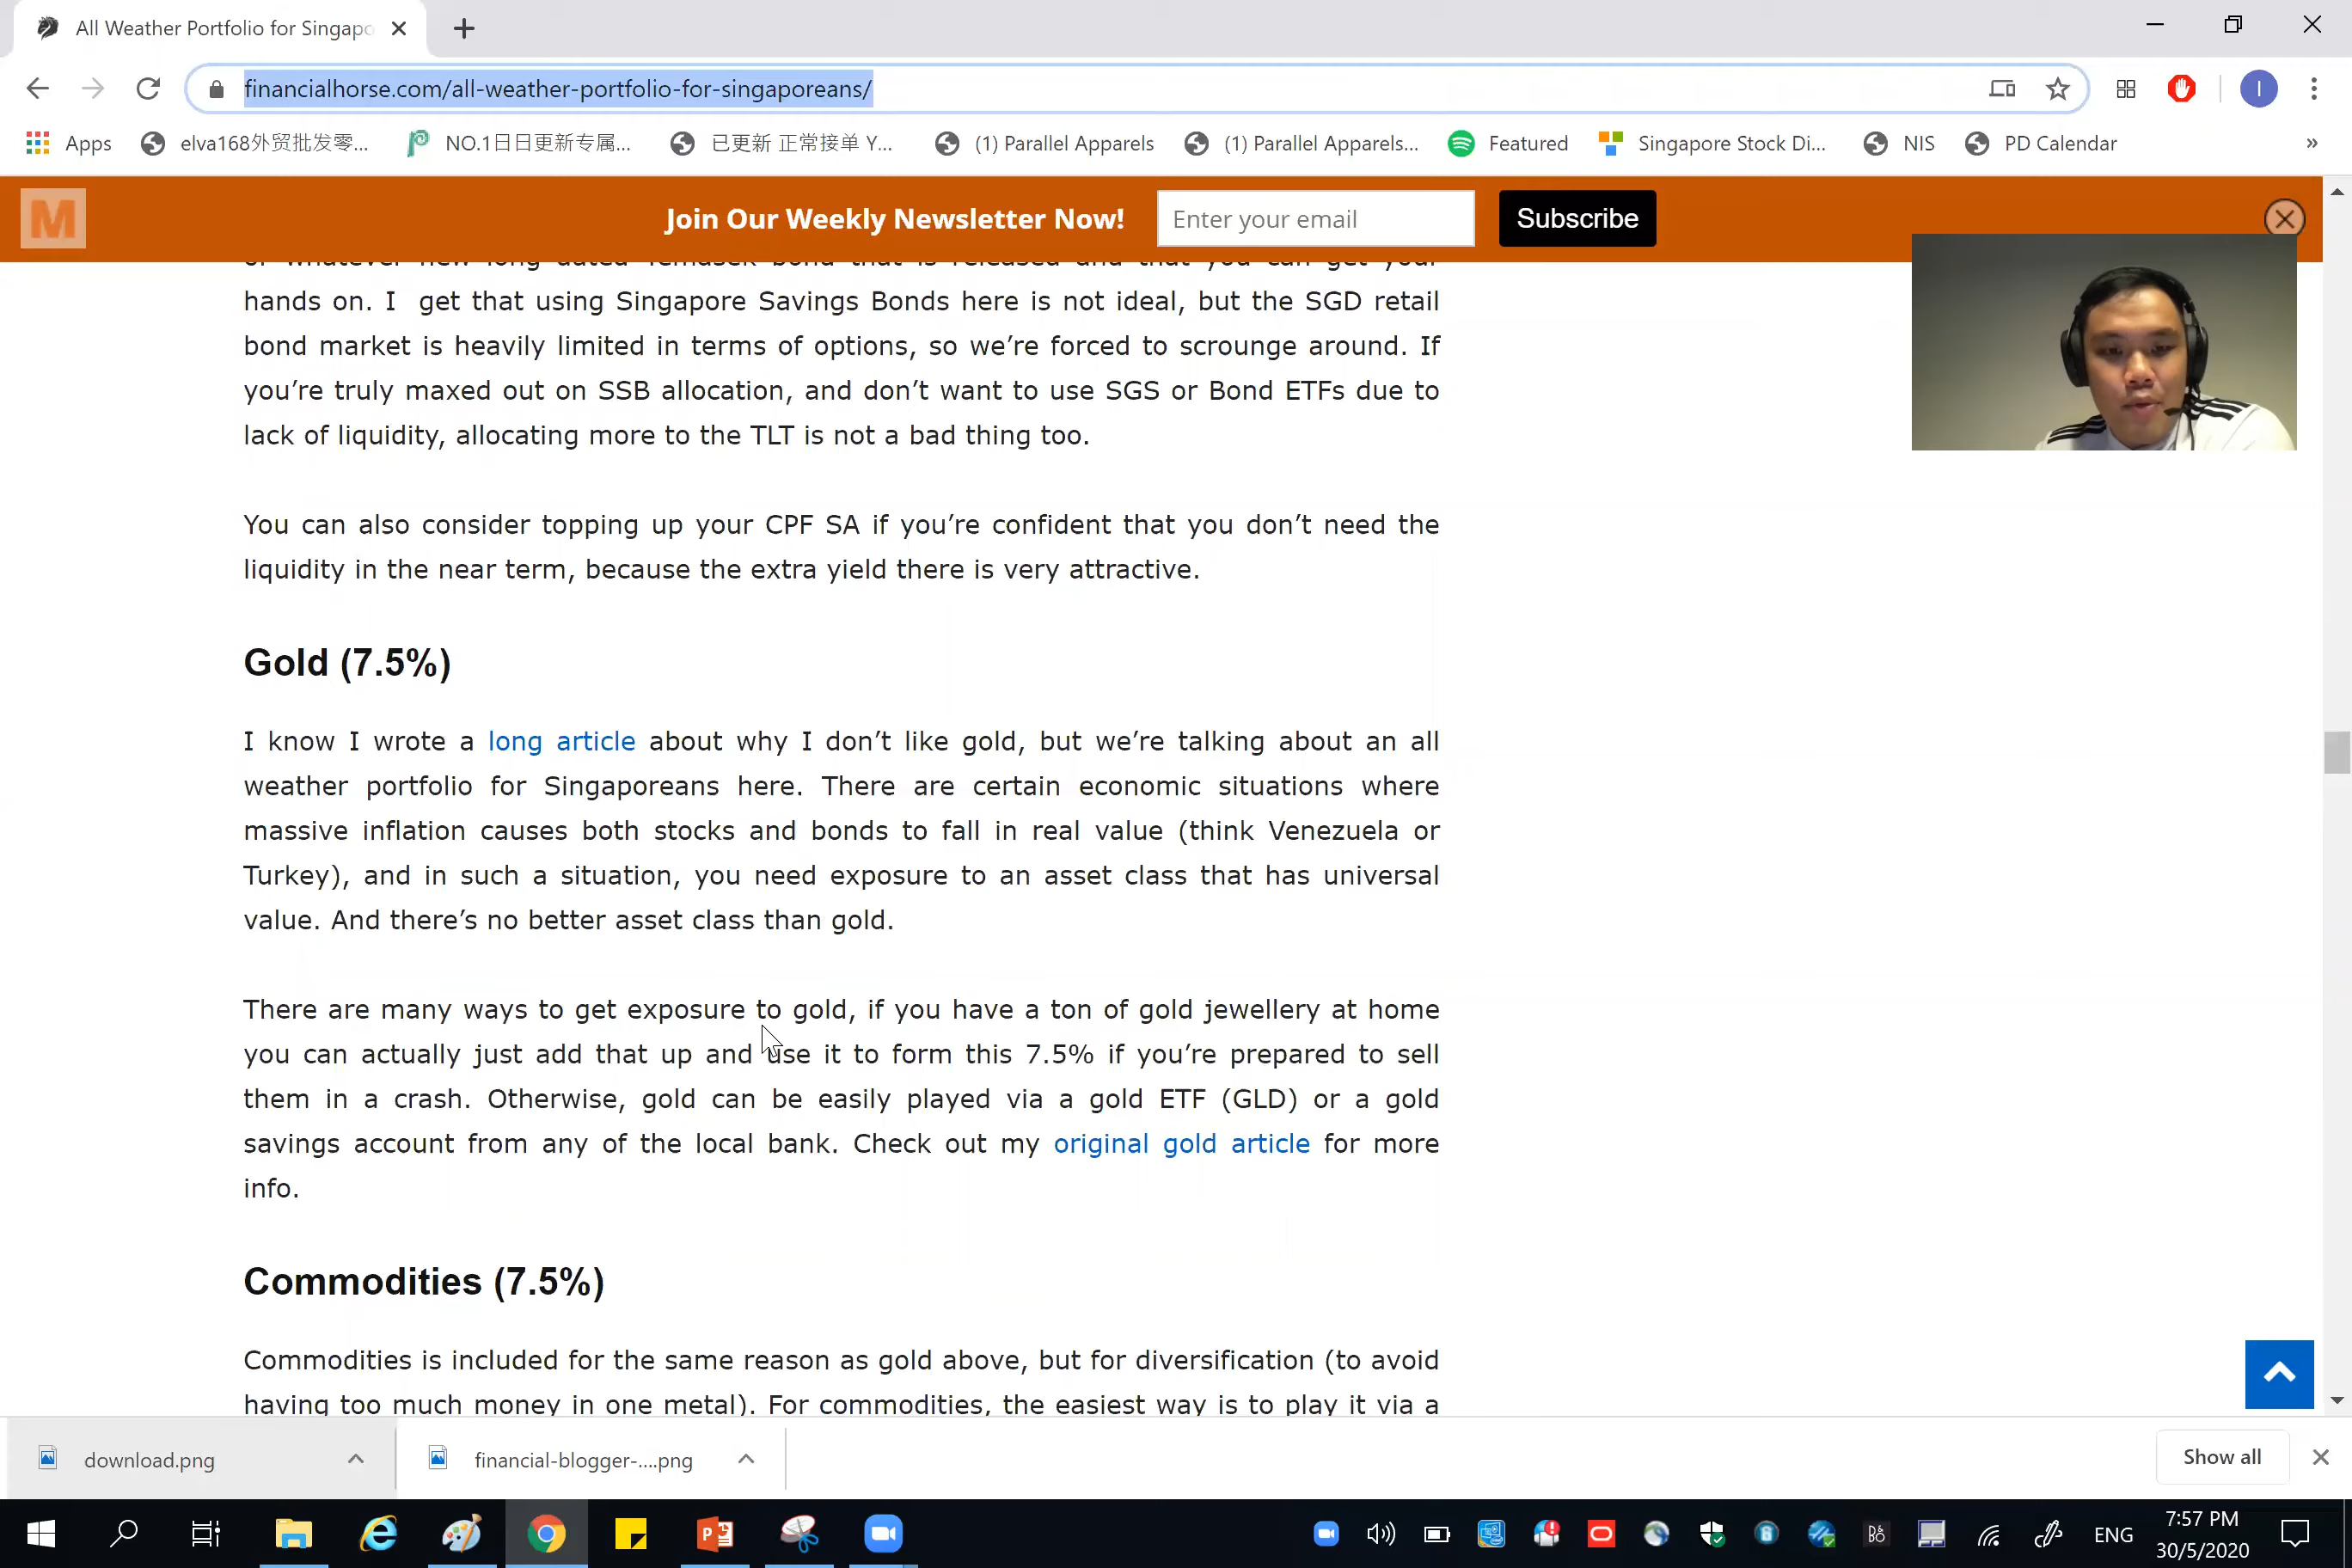 All Weather Portfolio for Singapo
financialhorse.com/all-weather-portfolio-for-singaporeans/
I
Apps
elva168外贸批发零...
NO.1日日更新专属...
已更新 正常接单 Y...
(1) Parallel Apparels
(1) Parallel Apparels...
Featured
Singapore Stock Di...
NIS
PD Calendar
»
M
Join Our Weekly Newsletter Now!
Enter your email
Subscribe
or whatever new long dated Temasek bond that is released and that you can get your
hands on. I get that using Singapore Savings Bonds here is not ideal, but the SGD retail
bond market is heavily limited in terms of options, so we’re forced to scrounge around. If
you’re truly maxed out on SSB allocation, and don’t want to use SGS or Bond ETFs due to
lack of liquidity, allocating more to the TLT is not a bad thing too.
You can also consider topping up your CPF SA if you’re confident that you don’t need the
liquidity in the near term, because the extra yield there is very attractive.
Gold (7.5%)
I know I wrote a long article about why I don’t like gold, but we’re talking about an all
weather portfolio for Singaporeans here. There are certain economic situations where
massive inflation causes both stocks and bonds to fall in real value (think Venezuela or
Turkey), and in such a situation, you need exposure to an asset class that has universal
value. And there’s no better asset class than gold.
There are many ways to get exposure to gold, if you have a ton of gold jewellery at home
you can actually just add that up and use it to form this 7.5% if you’re prepared to sell
them in a crash. Otherwise, gold can be easily played via a gold ETF (GLD) or a gold
savings account from any of the local bank. Check out my original gold article for more
info.
Commodities (7.5%)
Commodities is included for the same reason as gold above, but for diversification (to avoid
having too much money in one metal). For commodities, the easiest way is to play it via a
download.png
financial-blogger-....png
Show all
ENG
7:57 PM
30/5/2020